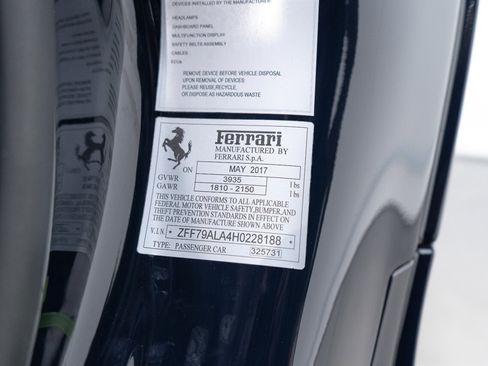 DEVICES INSTALLED BY THE MANUFACTURER
HEADLAMPS
DASHBOARD PANEL
MULTIFUNCTION DISPLAY
SAFETY BELTS ASSEMBLY
CABLES
ECUs
REMOVE DEVICE BEFORE VEHICLE DISPOSAL
UPON REMOVAL OF DEVICES
PLEASE REUSE, RECYCLE,
OR DISPOSE AS HAZARDOUS WASTE
Ferrari
MANUFACTURED BY
FERRARI S.p.A.
ON MAY 2017
GVWR 3935 lbs
GAWR 1810 - 2150 lbs
THIS VEHICLE CONFORMS TO ALL APPLICABLE
FEDERAL MOTOR VEHICLE SAFETY, BUMPER, AND
THEFT PREVENTION STANDARDS IN EFFECT ON
THE DATE OF MANUFACTURE SHOWN ABOVE
V.I.N. ZFF79ALA4H0228188
TYPE: PASSENGER CAR 325731